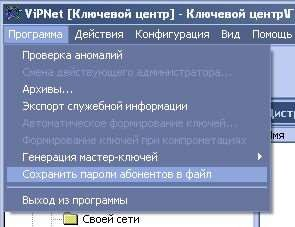 ViPNet [Ключевой центр] - Ключевой центр\Г
Программа Действия Конфигурация Вид Помощь
Проверка аномалий
Смена действующего администратора...
Архивы...
Экспорт служебной информации
Автоматическое формирование ключей...
Формирование ключей при компрометациях
Генерация мастер-ключей
Сохранить пароли абонентов в файл
Выход из программы
Своей сети